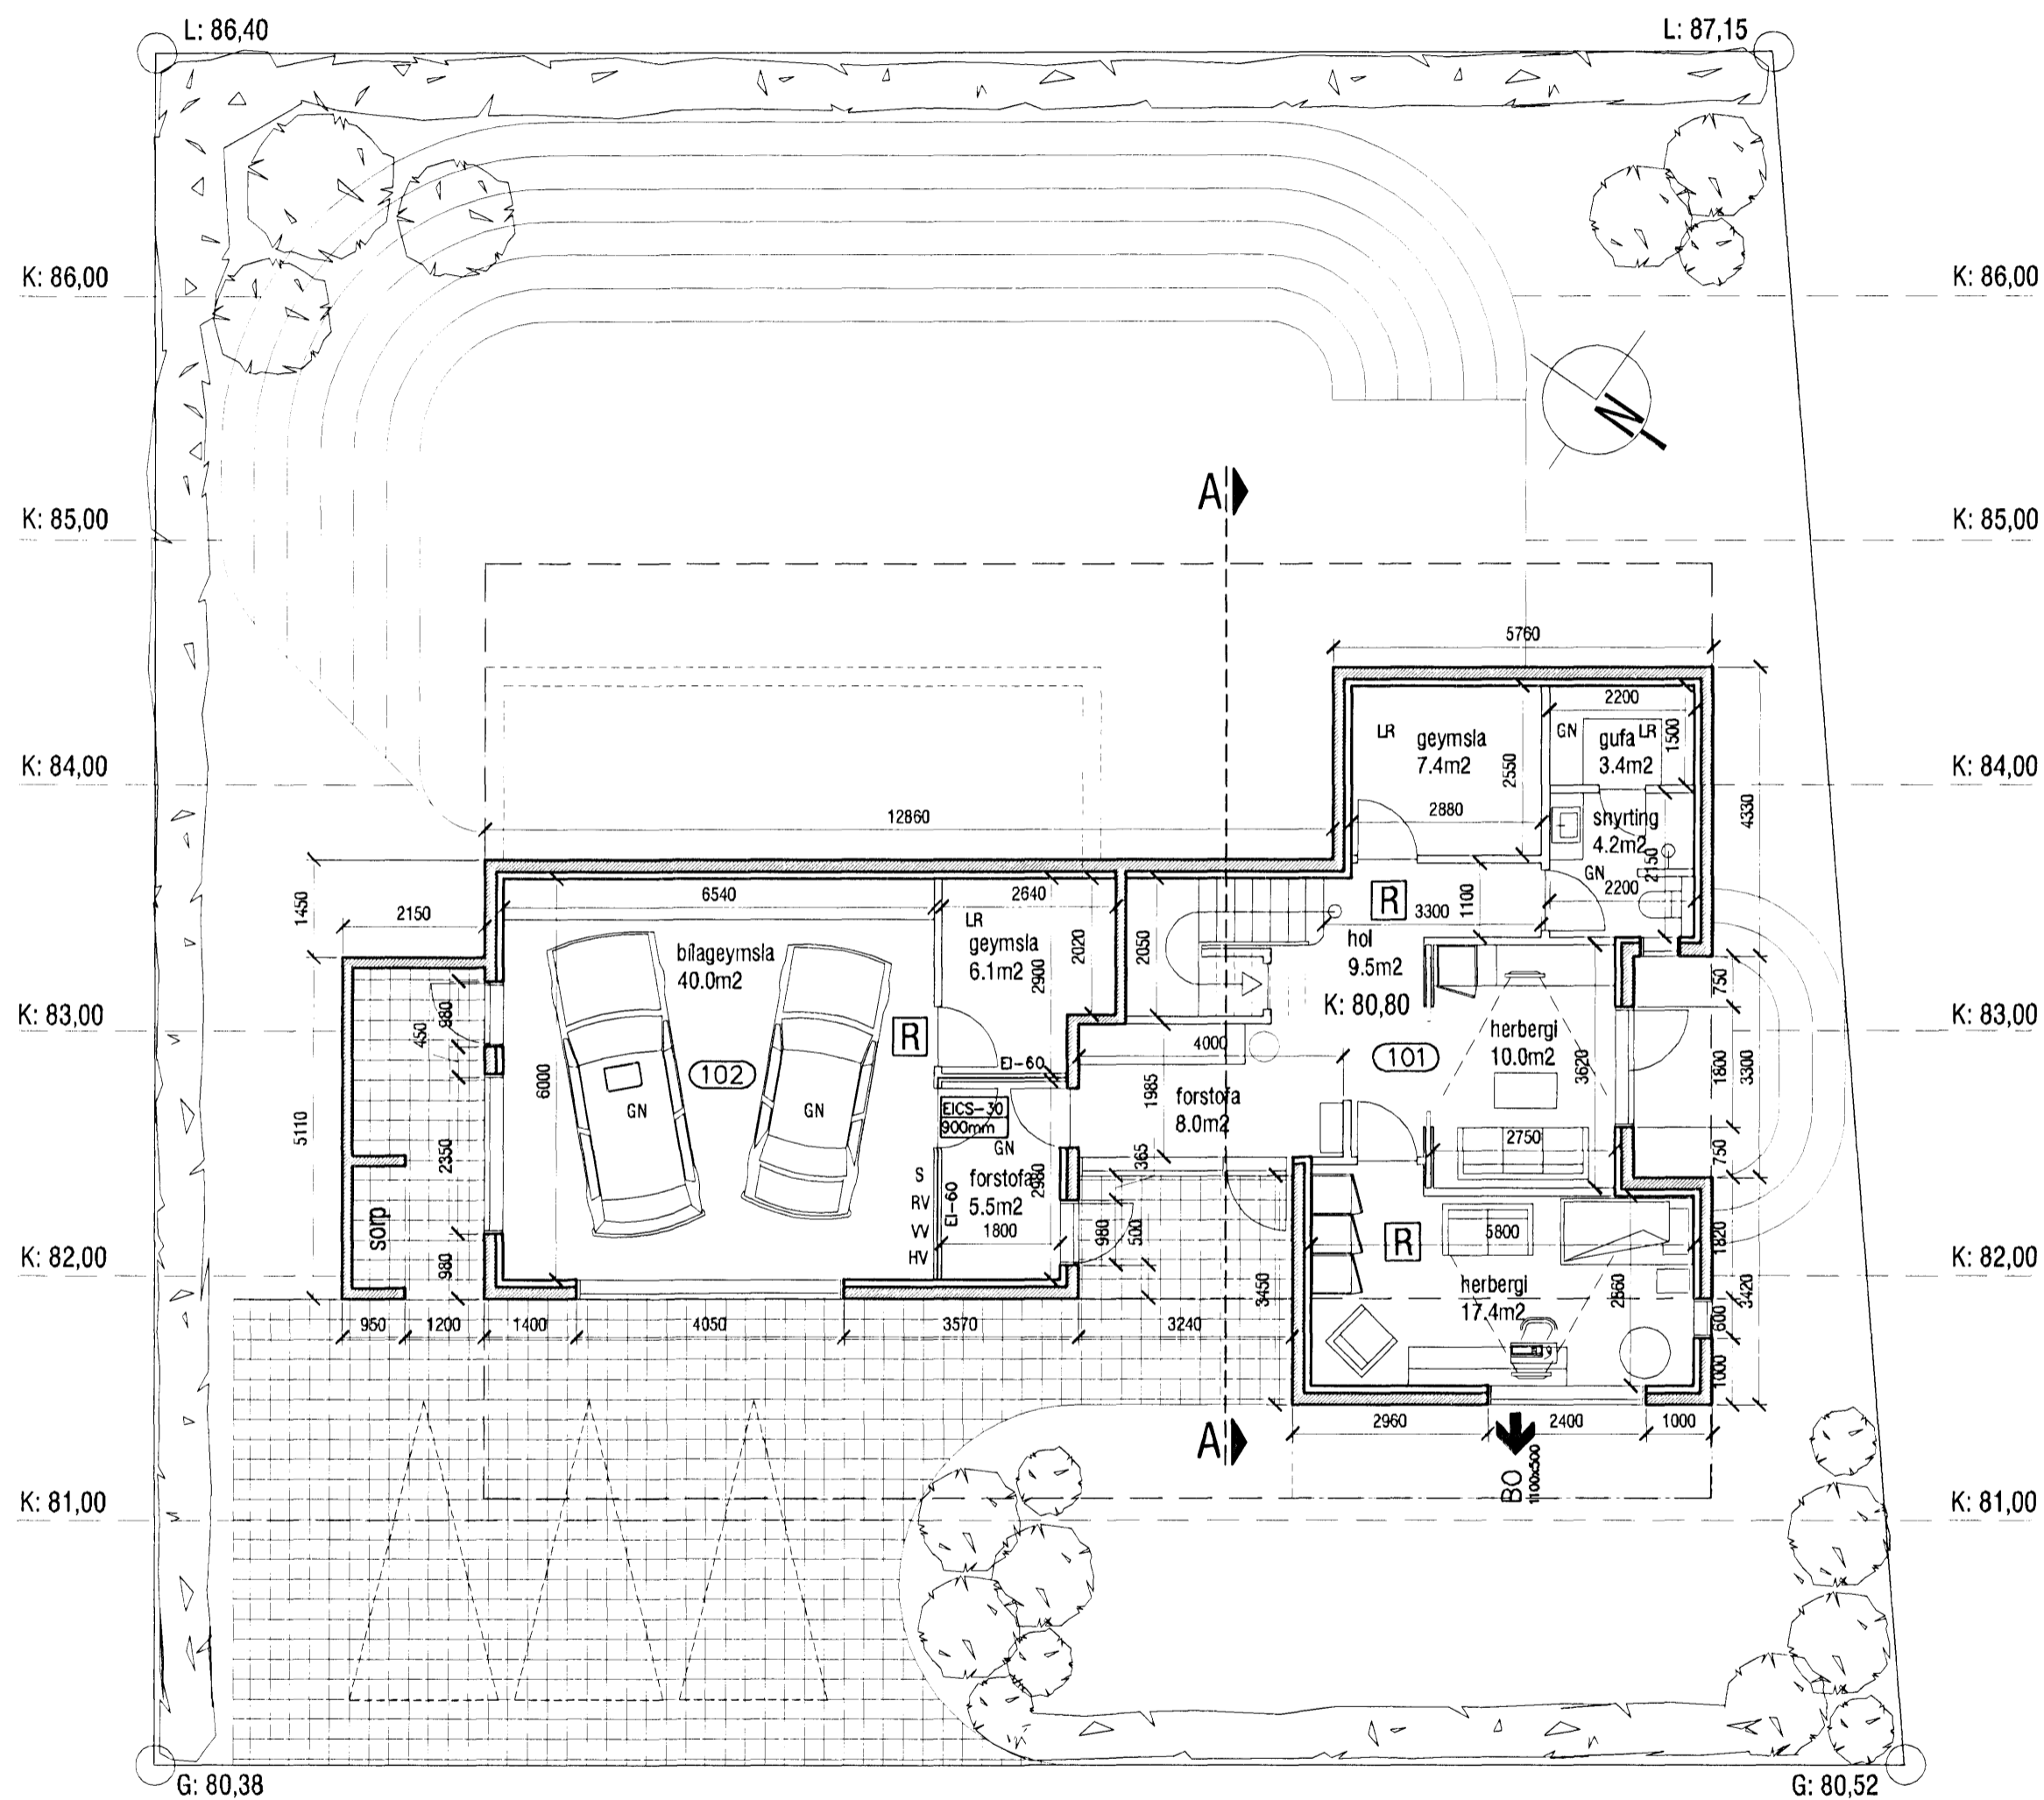 L: 86,40
L: 87,15
K: 86,00
K: 86,00
N
A
K: 85,00
K: 85,00
5760
2200
LR
geymsla
7.4m2
2550
GN
gufa
LR
3.4m2
1500
K: 84,00
K: 84,00
12860
2880
snyrting
4.2m2
4330
GN
2150
2200
1450
2150
6540
2640
LR
geymsla
6.1m2
2900
2020
2050
R
3300
1100
hol
9.5m2
K: 80,80
bílageymsla
40.0m2
980
450
750
K: 83,00
K: 83,00
R
herbergi
10.0m2
4000
101
3620
1800
3300
102
6000
EI-60
GN
GN
EICS-30
900mm
GN
1985
forstofa
8.0m2
5110
2350
2750
365
750
S
RV
VV
HV
EI-60
forstofa
5.5m2
2980
1800
980
500
sorp
980
R
5800
1820
K: 82,00
K: 82,00
3450
herbergi
17.4m2
2660
3420
600
1000
950
1200
1400
4050
3570
3240
2960
2400
1000
A
BO
1100x500
K: 81,00
K: 81,00
G: 80,38
G: 80,52